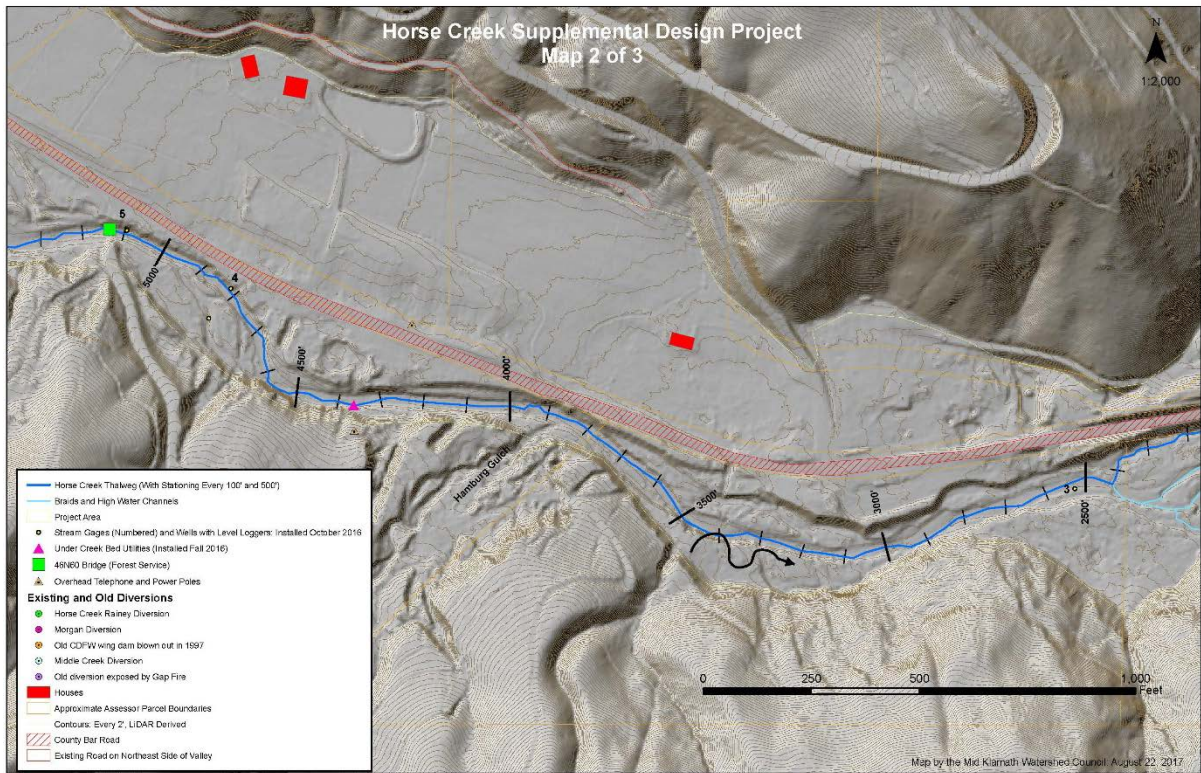 Horse Creek Supplemental Design Project
Map 2 of 3
N
1:2,000
5
5000'
4
4500'
4000'
Hamburg Gulch
3500'
3000'
3
2500'
Horse Creek Thalweg (With Stationing Every 100' and 500')
Braids and High Water Channels
Project Area
Stream Gages (Numbered) and Wells with Level Loggers: Installed October 2016
Under Creek Bed Utilities (Installed Fall 2016)
46N60 Bridge (Forest Service)
Overhead Telephone and Power Poles
Existing and Old Diversions
Horse Creek Rainey Diversion
Morgan Diversion
Old CDFW wing dam blown out in 1997
Middle Creek Diversion
Old diversion exposed by Gap Fire
Houses
Approximate Assessor Parcel Boundaries
Contours: Every 2', LiDAR Derived
County Bar Road
Existing Road on Northeast Side of Valley
0 250 500 1,000
Feet
Map by the Mid Klamath Watershed Council: August 22, 2017